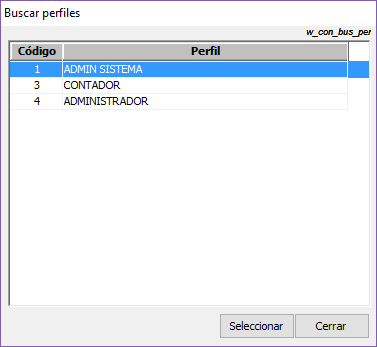 Buscar perfiles
w_con_bus_per
Código Perfil
1 ADMIN SISTEMA
3 CONTADOR
4 ADMINISTRADOR
Seleccionar Cerrar